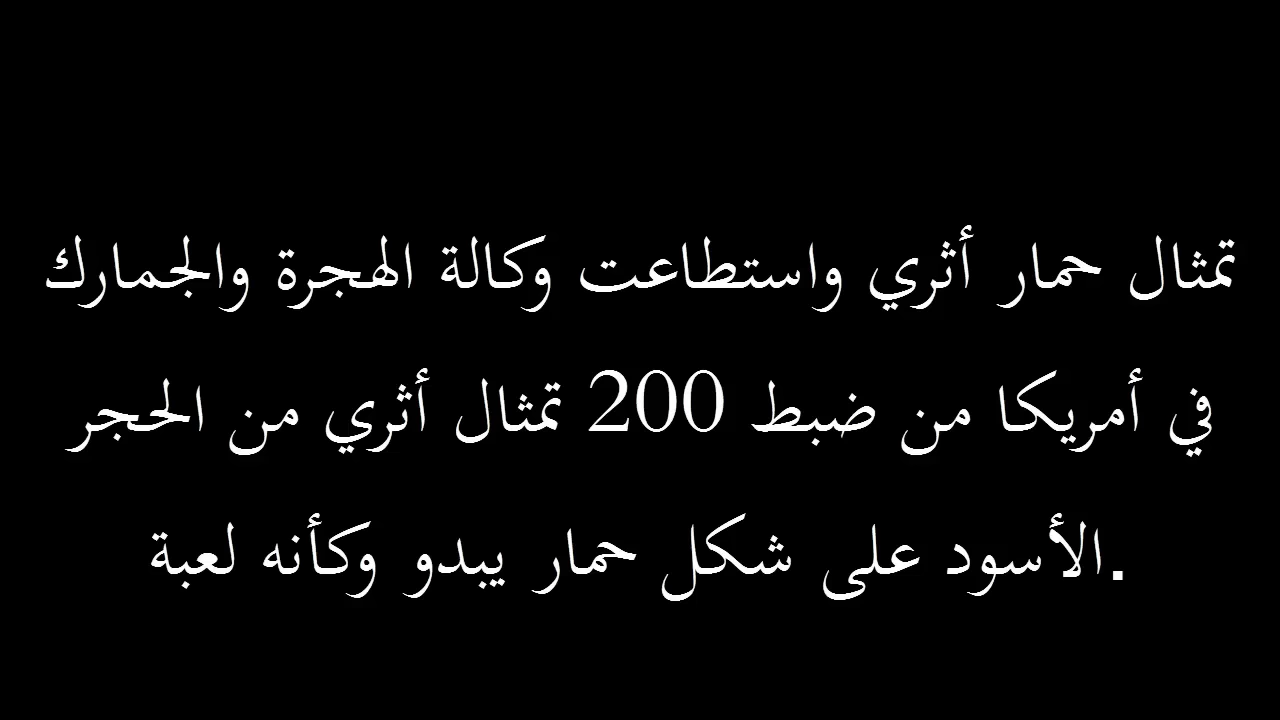 تمثال حمار أثري واستطاعت وكالة الهجرة والجمارك
في أمريكا من ضبط 200 تمثال أثري من الحجر
الأسود على شكل حمار يبدو وكأنه لعبة.